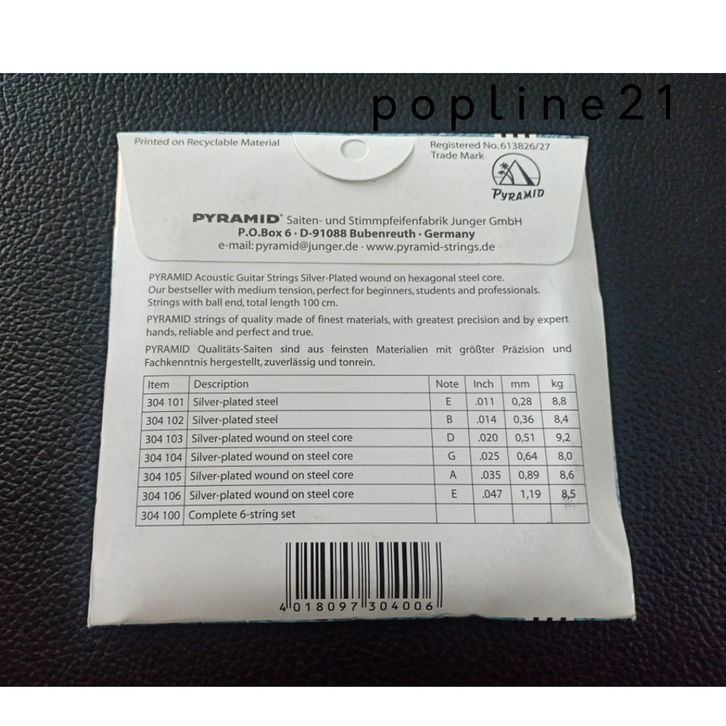 popline21
Printed on Recyclable Material
Registered No.613826/27
Trade Mark
PYRAMID
PYRAMID® Saiten- und Stimmpfeifenfabrik Junger GmbH
P.O.Box 6 · D-91088 Bubenreuth · Germany
e-mail: pyramid@junger.de · www.pyramid-strings.de
PYRAMID Acoustic Guitar Strings Silver-Plated wound on hexagonal steel core.
Our bestseller with medium tension, perfect for beginners, students and professionals.
Strings with ball end, total length 100 cm.
PYRAMID strings of quality made of finest materials, with greatest precision and by expert
hands, reliable and perfect and true.
PYRAMID Qualitäts-Saiten sind aus feinsten Materialien mit größter Präzision und
Fachkenntnis hergestellt, zuverlässig und tonrein.
Item Description Note Inch mm kg
304 101 Silver-plated steel E .011 0,28 8,8
304 102 Silver-plated steel B .014 0,36 8,4
304 103 Silver-plated wound on steel core D .020 0,51 9,2
304 104 Silver-plated wound on steel core G .025 0,64 8,0
304 105 Silver-plated wound on steel core A .035 0,89 8,6
304 106 Silver-plated wound on steel core E .047 1,19 8,5
304 100 Complete 6-string set
4 018097 304006